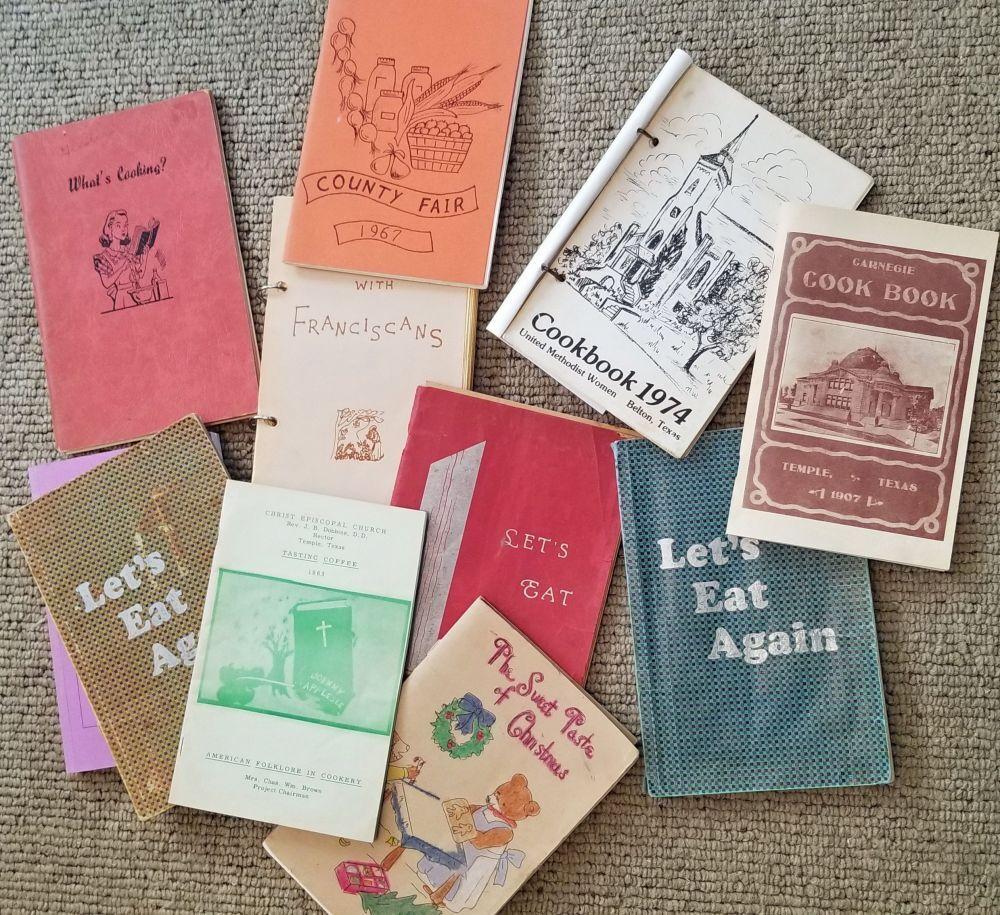 What's Cooking?
COUNTY FAIR
1967
WITH
FRANCISCANS
Cookbook 1974
United Methodist Women Belton, Texas
CARNEGIE
COOK BOOK
TEMPLE, TEXAS
1907
Let's
Eat
Ag
CHRIST EPISCOPAL CHURCH
Rev. J. B. D.D.
Rector
Temple, Texas
TASTING COFFEE
JOHNNY
AMERICAN FOLKLORE IN COOKERY
Mrs. Chas. Wm. Brown
Project Chairman
LET'S
EAT
The Sweet Taste
of
Christmas
Let's
Eat
Again